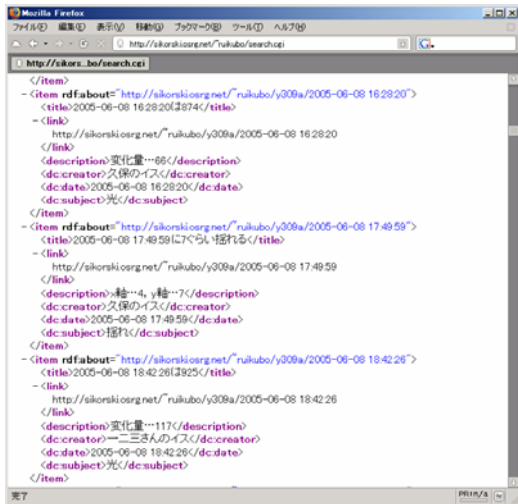 Mozilla Firefox
ファイル(F) 編集(E) 表示(V) 移動(G) ブックマーク(B) ツール(T) ヘルプ(H)
http://sikorski.osrg.net/~ruikubo/search.cgi
http://sikors...bo/search.cgi
</item>
- <item rdf:about="http://sikorski.osrg.net/~ruikubo/y309a/2005-06-08 16:28:20">
<title>2005-06-08 16:28:20は874</title>
- <link>
http://sikorski.osrg.net/~ruikubo/y309a/2005-06-08 16:28:20
</link>
<description>変化量…66</description>
<dc:creator>久保のイス</dc:creator>
<dc:date>2005-06-08 16:28:20</dc:date>
<dc:subject>光</dc:subject>
</item>
- <item rdf:about="http://sikorski.osrg.net/~ruikubo/y309a/2005-06-08 17:49:59">
<title>2005-06-08 17:49:59に7ぐらい揺れる</title>
- <link>
http://sikorski.osrg.net/~ruikubo/y309a/2005-06-08 17:49:59
</link>
<description>x軸…4, y軸…7</description>
<dc:creator>久保のイス</dc:creator>
<dc:date>2005-06-08 17:49:59</dc:date>
<dc:subject>揺れ</dc:subject>
</item>
- <item rdf:about="http://sikorski.osrg.net/~ruikubo/y309a/2005-06-08 18:42:26">
<title>2005-06-08 18:42:26は925</title>
- <link>
http://sikorski.osrg.net/~ruikubo/y309a/2005-06-08 18:42:26
</link>
<description>変化量…117</description>
<dc:creator>一二三さんのイス</dc:creator>
<dc:date>2005-06-08 18:42:26</dc:date>
<dc:subject>光</dc:subject>
</item>
完了